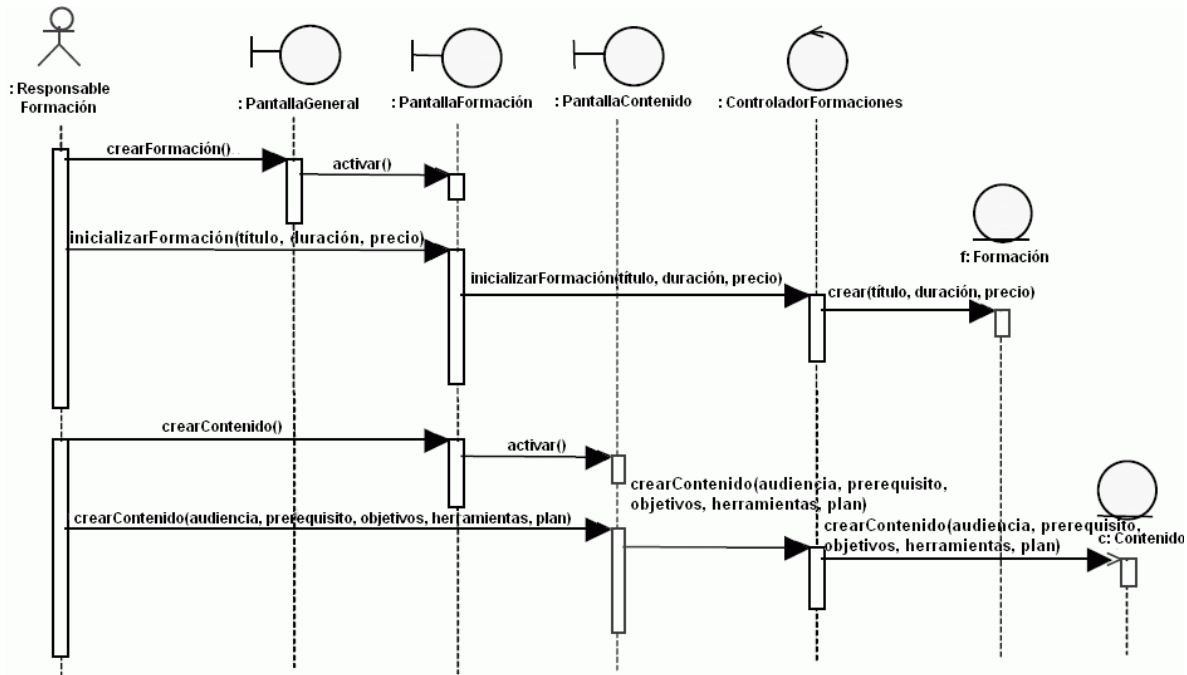 : Responsable
Formación
: PantallaGeneral
: PantallaFormación
: PantallaContenido
: ControladorFormaciones
crearFormación()
activar()
inicializarFormación(título, duración, precio)
f: Formación
inicializarFormación(título, duración, precio)
crear(título, duración, precio)
crearContenido()
activar()
crearContenido(audiencia, prerequisito,
objetivos, herramientas, plan)
crearContenido(audiencia, prerequisito, objetivos, herramientas, plan)
crearContenido(audiencia, prerequisito,
objetivos, herramientas, plan)
c: Contenido